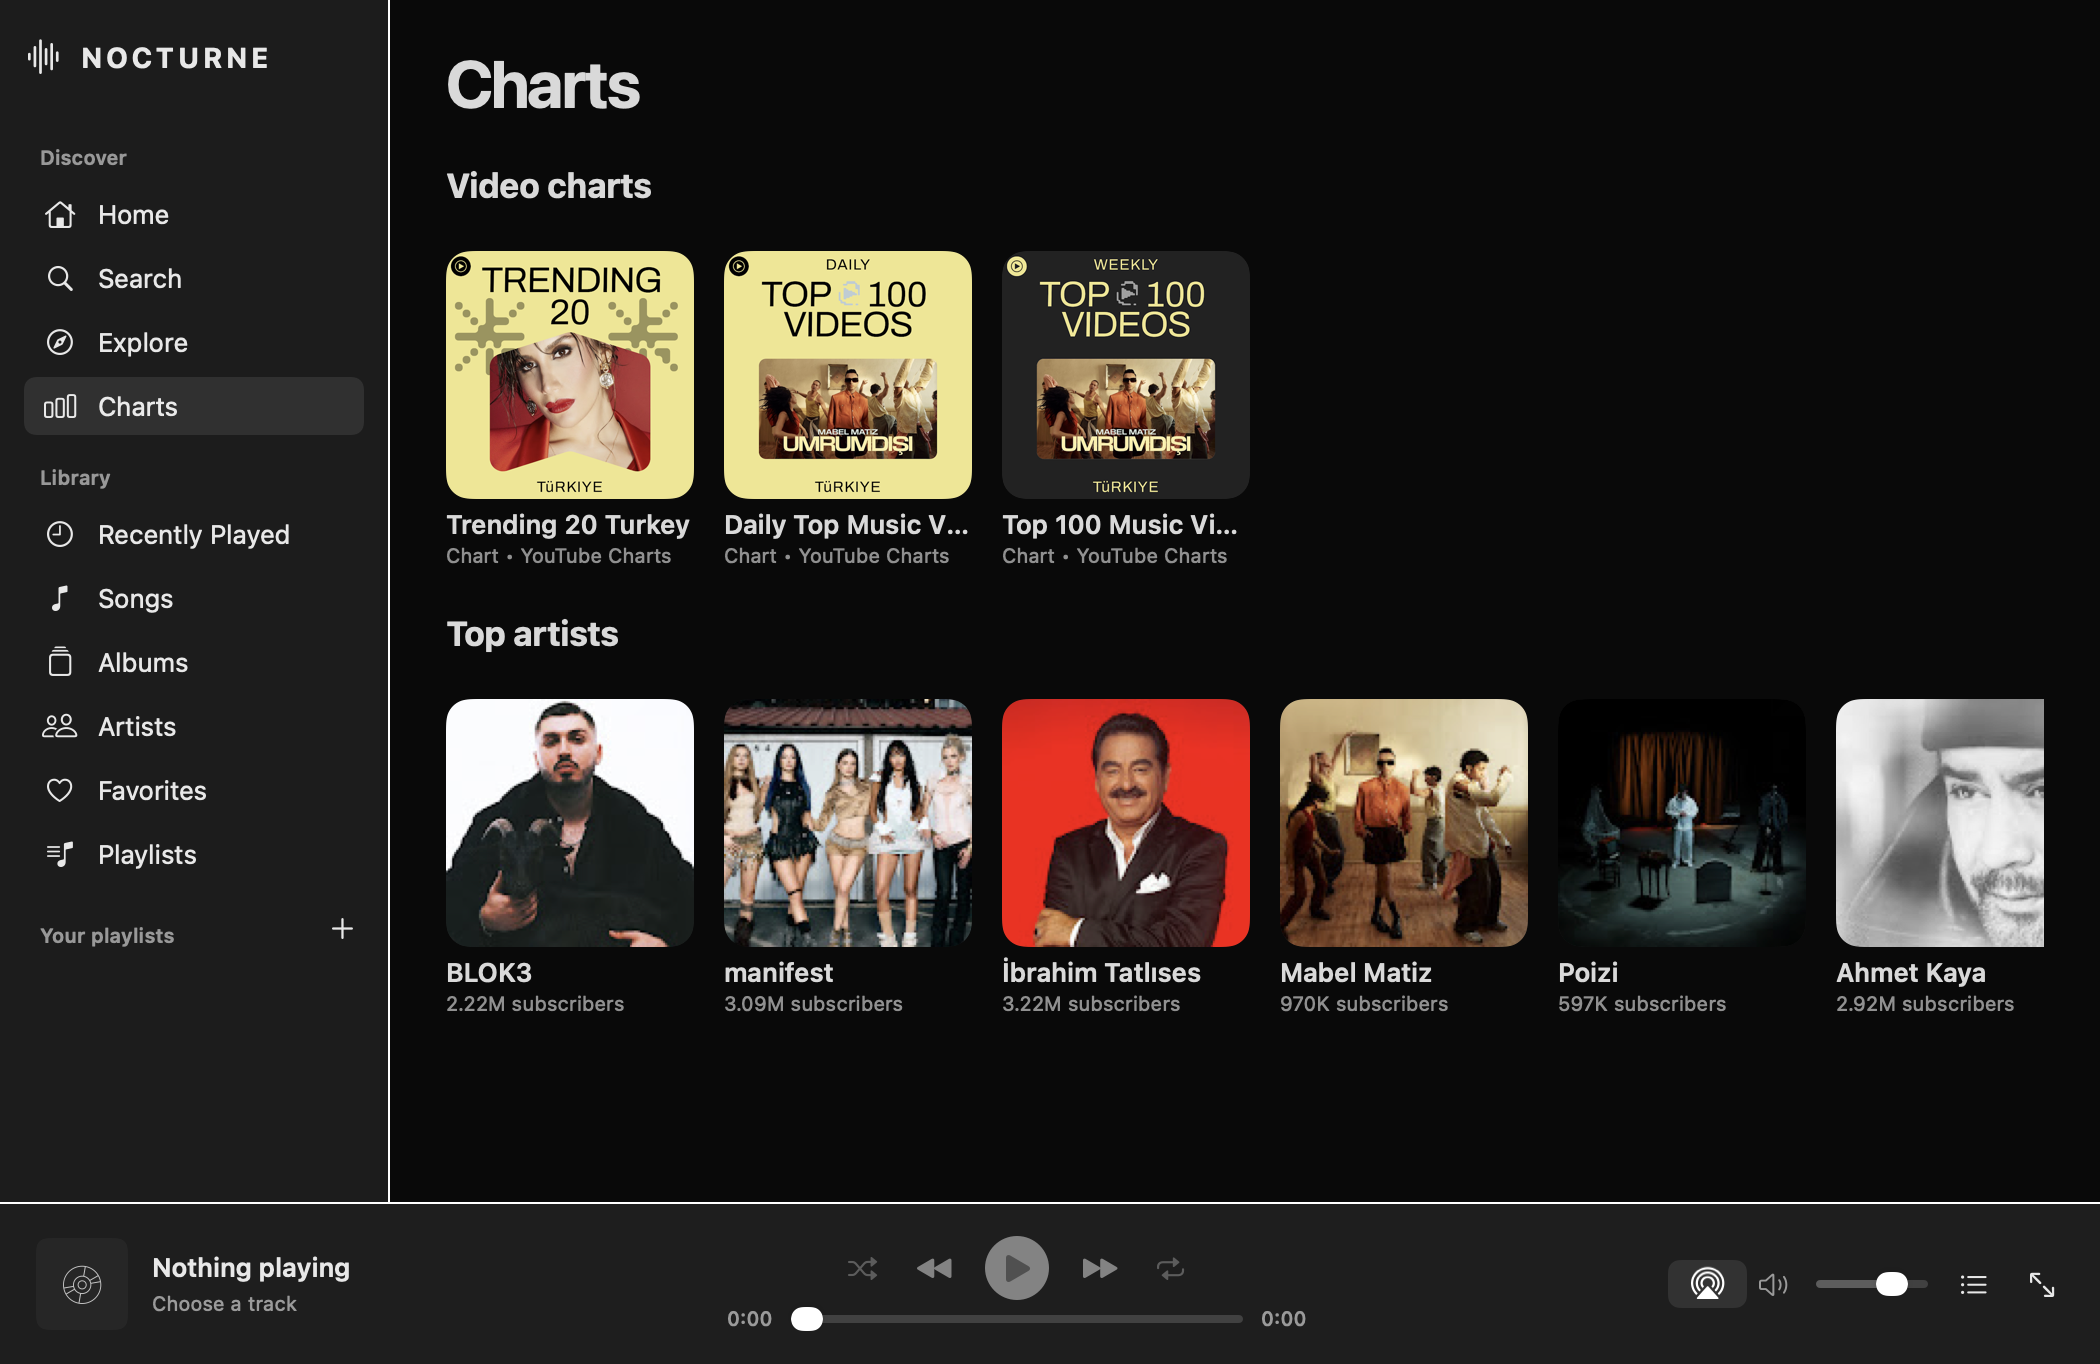 NOCTURNE
Discover
Home
Search
Explore
Charts
Library
Recently Played
Songs
Albums
Artists
Favorites
Playlists
Your playlists
Charts
Video charts
TRENDING
20
TüRKIYE
Trending 20 Turkey
Chart • YouTube Charts
DAILY
TOP 100
VIDEOS
MABEL MATIZ
UMRUMDIŞI
TüRKIYE
Daily Top Music V...
Chart • YouTube Charts
WEEKLY
TOP 100
VIDEOS
MABEL MATIZ
UMRUMDIŞI
TüRKIYE
Top 100 Music Vi...
Chart • YouTube Charts
Top artists
BLOK3
2.22M subscribers
manifest
3.09M subscribers
İbrahim Tatlıses
3.22M subscribers
Mabel Matiz
970K subscribers
Poizi
597K subscribers
Ahmet Kaya
2.92M subscribers
Nothing playing
Choose a track
0:00
0:00